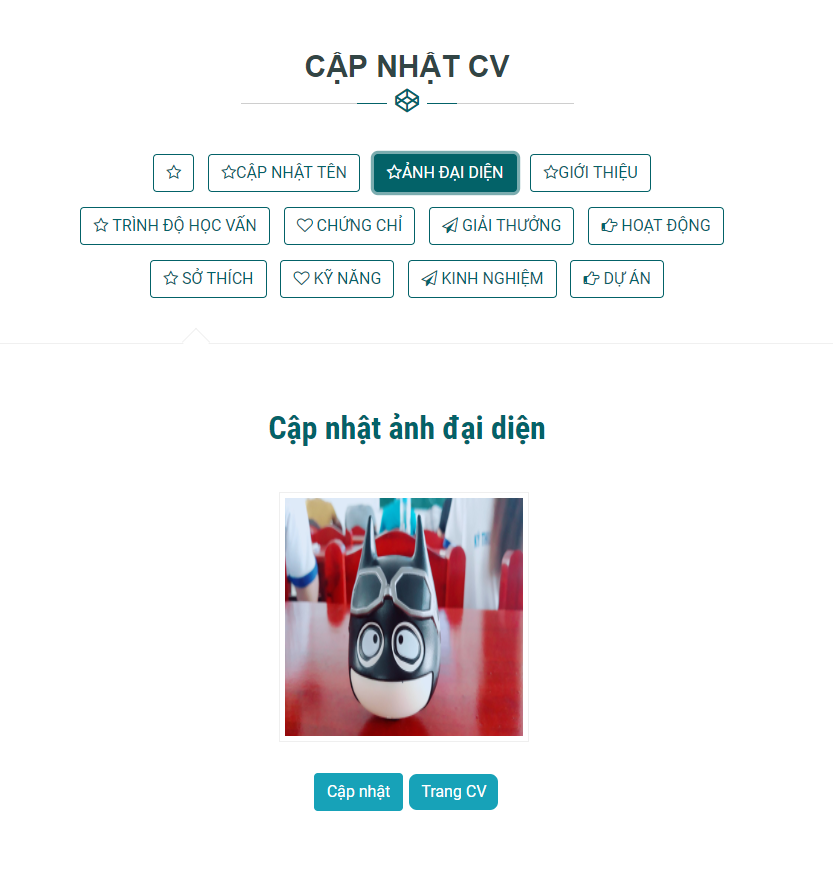 CẬP NHẬT CV
CẬP NHẬT TÊN ẢNH ĐẠI DIỆN GIỚI THIỆU
TRÌNH ĐỘ HỌC VẤN CHỨNG CHỈ GIẢI THƯỞNG HOẠT ĐỘNG
SỞ THÍCH KỸ NĂNG KINH NGHIỆM DỰ ÁN
Cập nhật ảnh đại diện
Cập nhật Trang CV